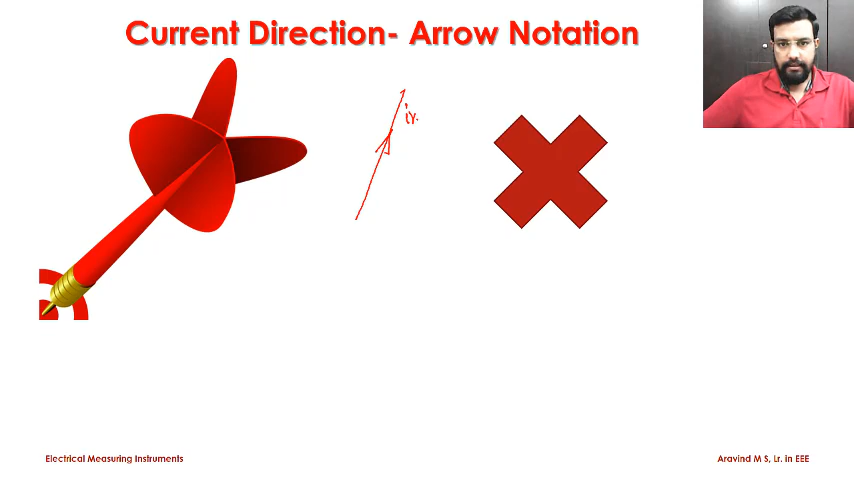 Current Direction- Arrow Notation
Electrical Measuring Instruments
Aravind M S, Lr. in EEE